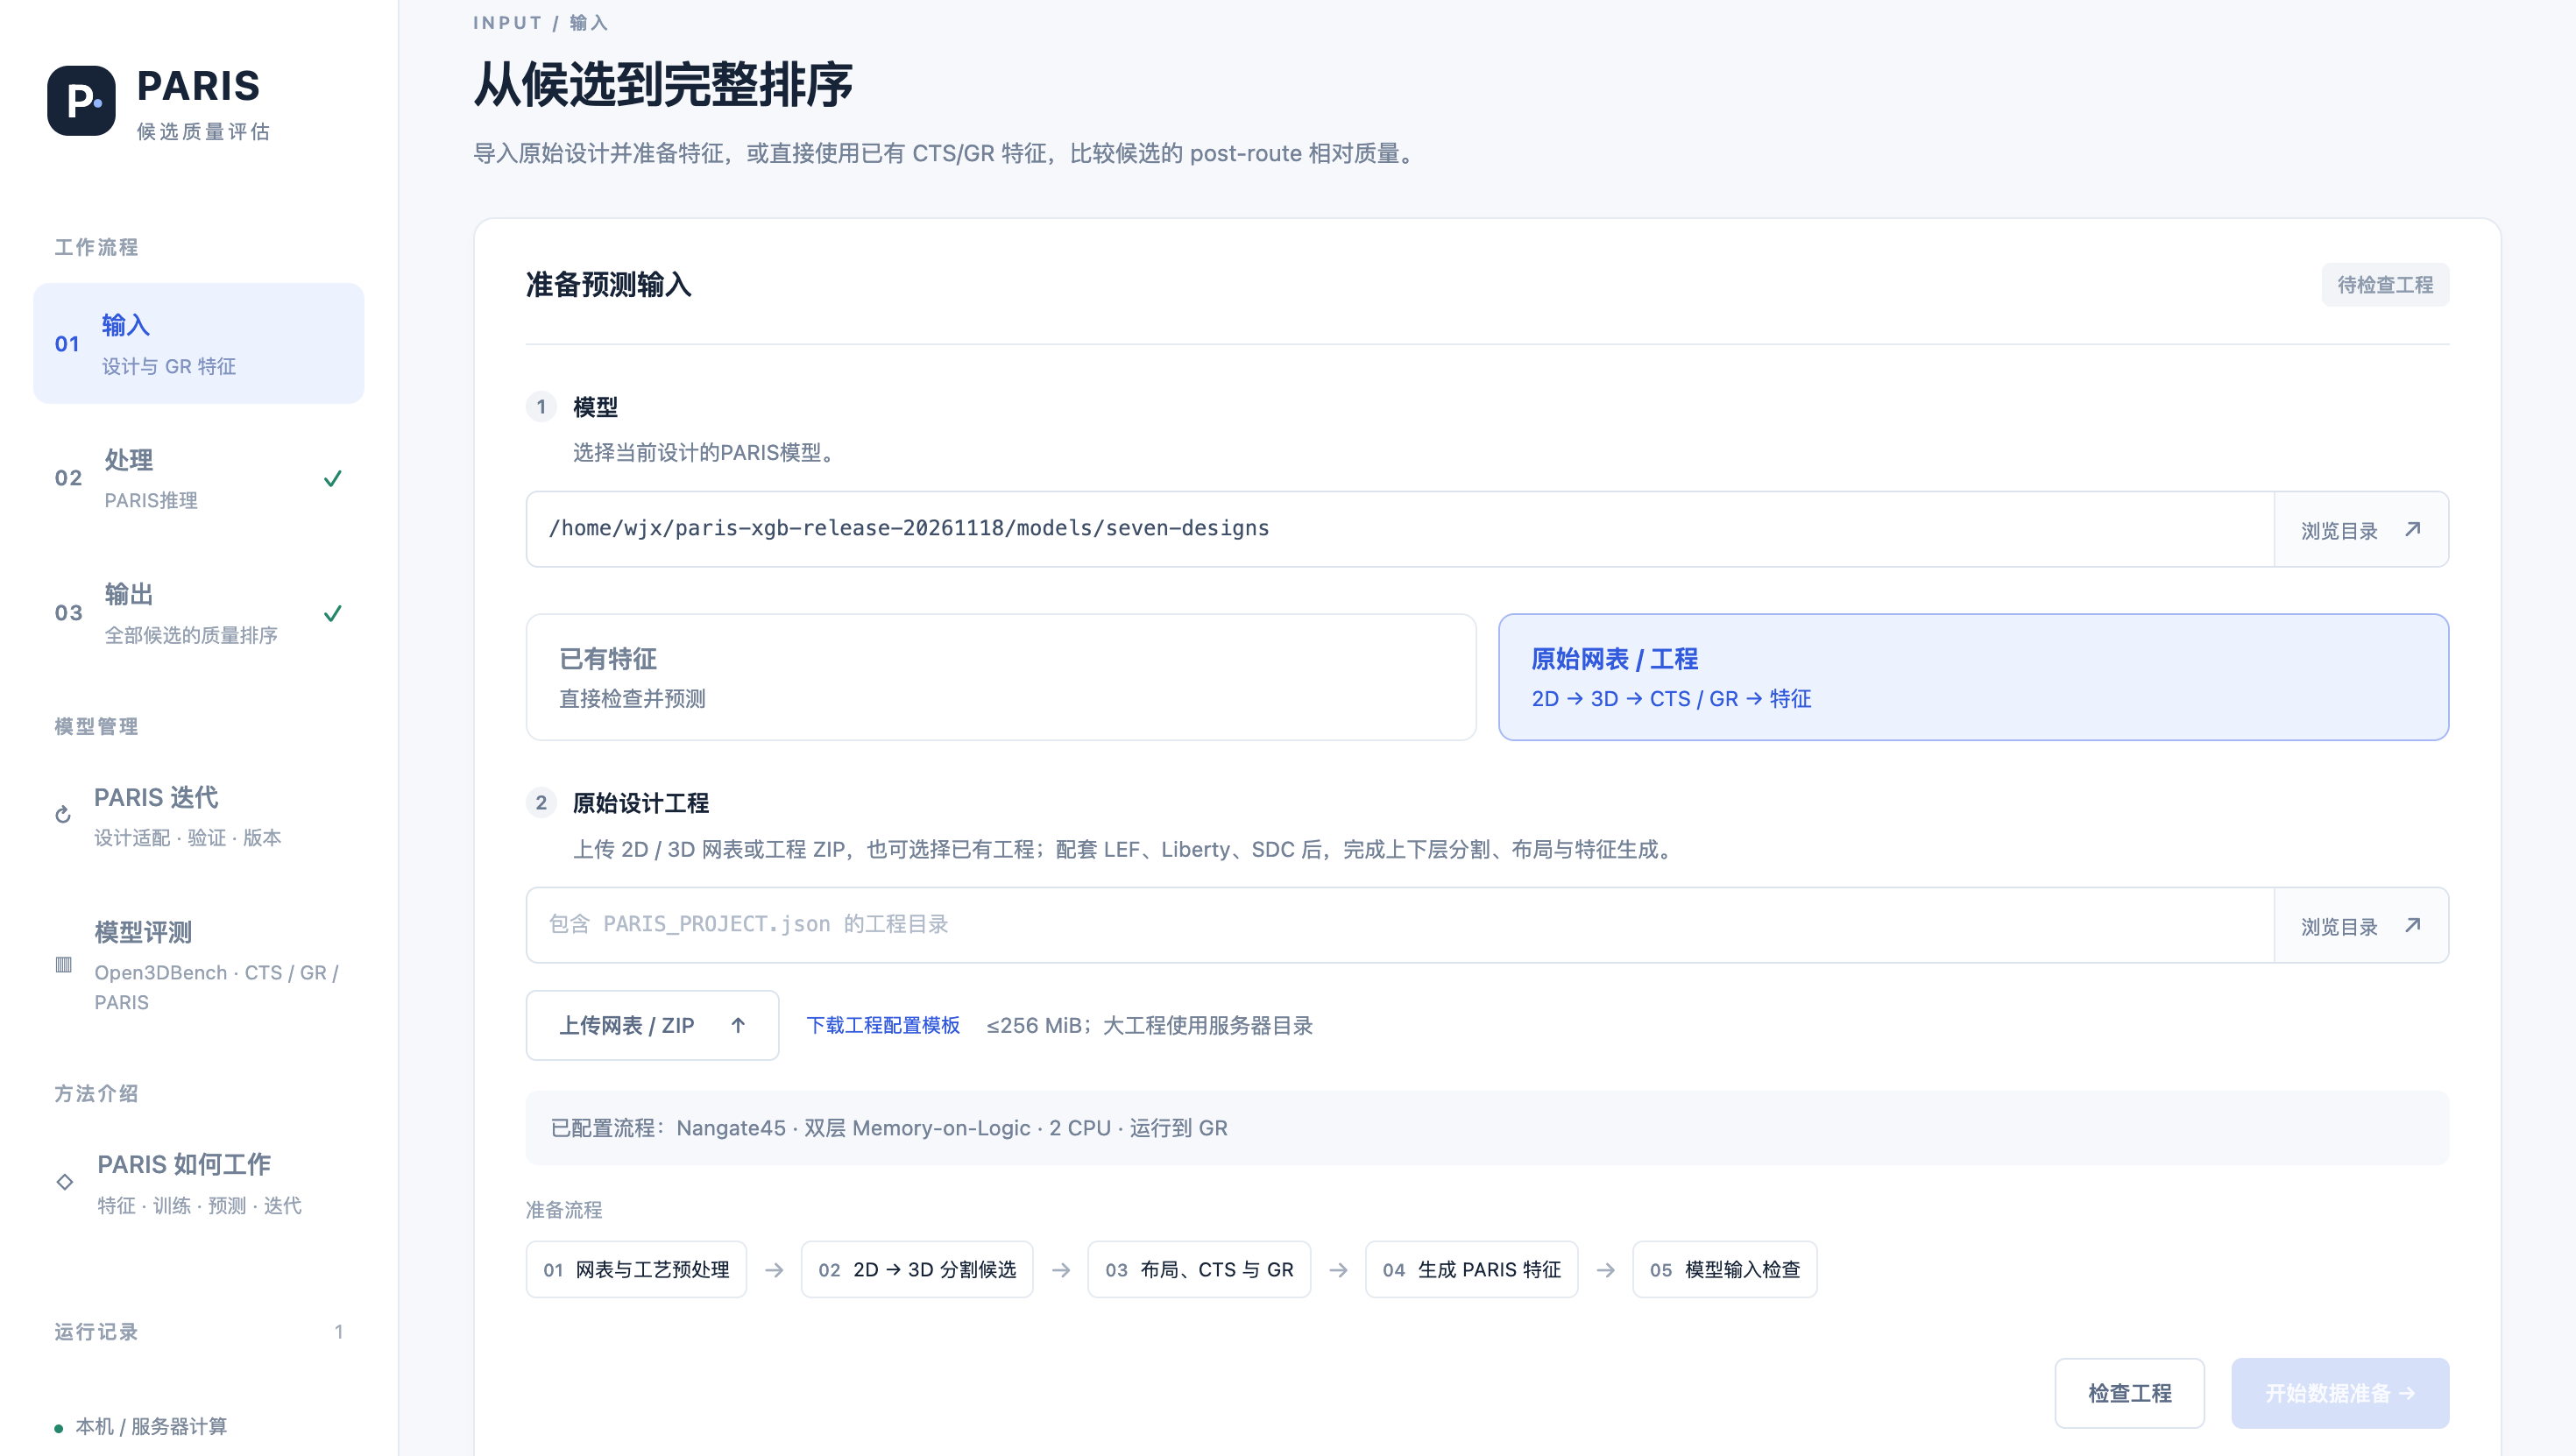 P
PARIS
候选质量评估
工作流程
01
输入
设计与 GR 特征
02
处理
PARIS推理
✓
03
输出
全部候选的质量排序
✓
模型管理
PARIS 迭代
设计适配 · 验证 · 版本
模型评测
Open3DBench · CTS / GR /
PARIS
方法介绍
PARIS 如何工作
特征 · 训练 · 预测 · 迭代
运行记录 1
本机 / 服务器计算
INPUT / 输入
从候选到完整排序
导入原始设计并准备特征，或直接使用已有 CTS/GR 特征，比较候选的 post-route 相对质量。
准备预测输入
待检查工程
1 模型
选择当前设计的PARIS模型。
/home/wjx/paris-xgb-release-20261118/models/seven-designs
浏览目录 ↗
已有特征
直接检查并预测
原始网表 / 工程
2D → 3D → CTS / GR → 特征
2 原始设计工程
上传 2D / 3D 网表或工程 ZIP，也可选择已有工程；配套 LEF、Liberty、SDC 后，完成上下层分割、布局与特征生成。
包含 PARIS_PROJECT.json 的工程目录
浏览目录 ↗
上传网表 / ZIP ↑
下载工程配置模板
≤256 MiB；大工程使用服务器目录
已配置流程：Nangate45 · 双层 Memory-on-Logic · 2 CPU · 运行到 GR
准备流程
01 网表与工艺预处理 → 02 2D → 3D 分割候选 → 03 布局、CTS 与 GR → 04 生成 PARIS 特征 → 05 模型输入检查
检查工程
开始数据准备 →